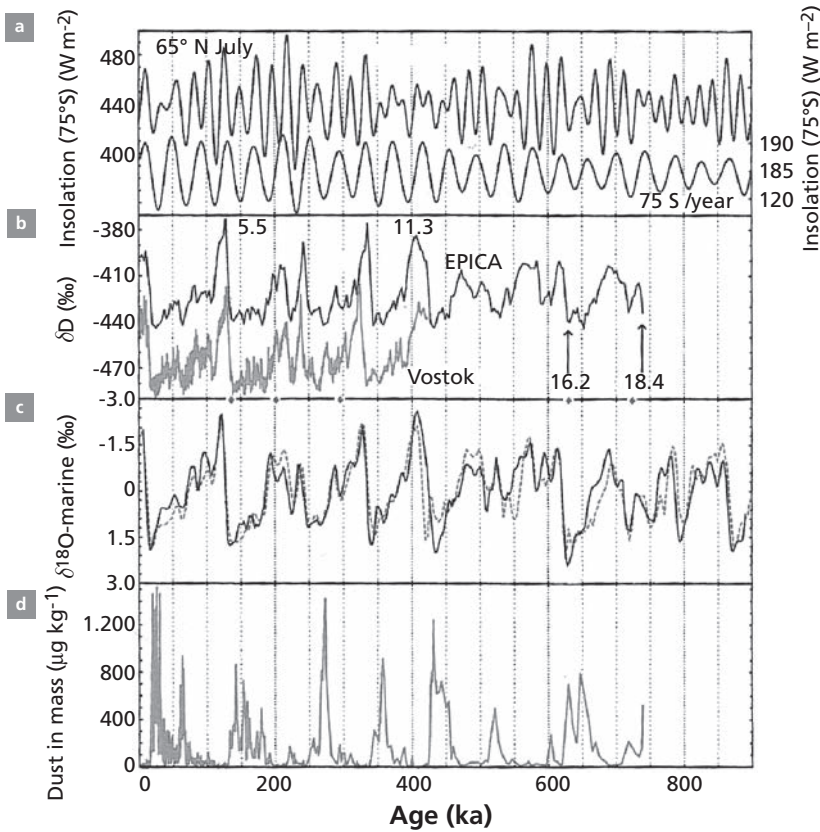 a
Insolation (75°S) (W m-2)
480
440
400
65° N July
75 S /year
190
185
120
Insolation (75°S) (W m–2)
b
δD (‰)
-380
-410
-440
-470
-3.0
5.5
11.3
EPICA
Vostok
16.2
18.4
c
δ18O-marine (‰)
-1.5
0
1.5
3.0
d
Dust in mass (μg kg-1)
1.200
800
400
0
0
200
400
600
800
Age (ka)